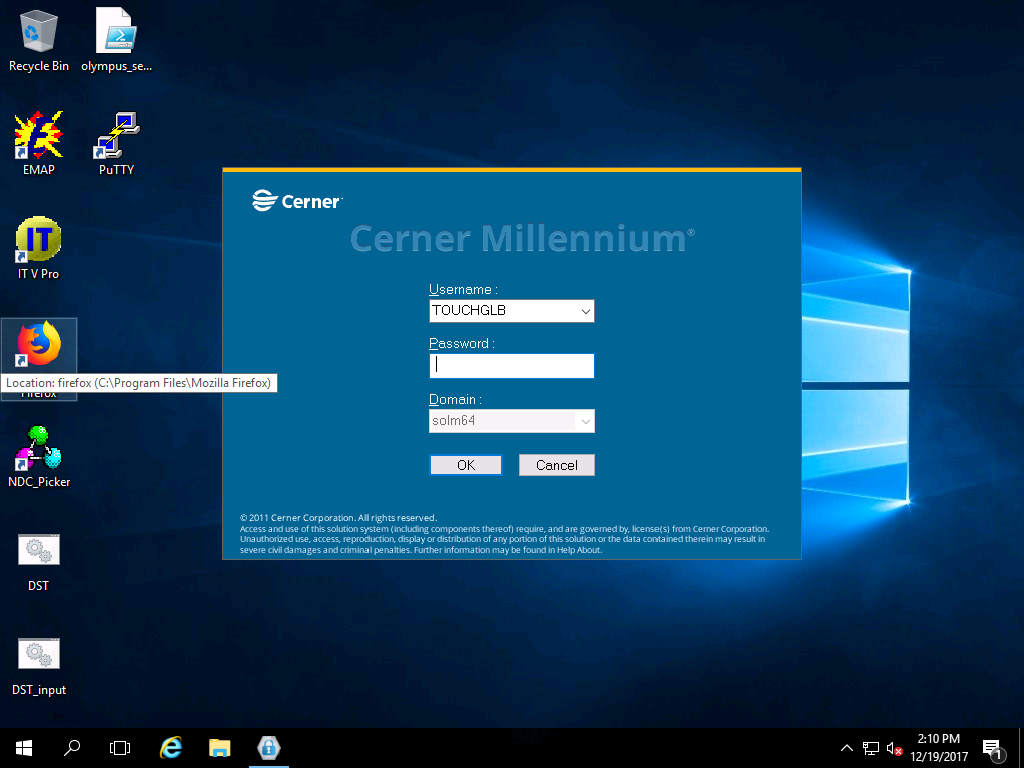 Recycle Bin
olympus_se...
EMAP
PuTTY
IT
IT V Pro
Location: firefox (C:\Program Files\Mozilla Firefox)
Firefox
NDC_Picker
DST
DST_input
Cerner
Cerner Millennium®
Username :
TOUCHGLB
Password :
Domain :
solm64
OK
Cancel
© 2011 Cerner Corporation. All rights reserved.
Access and use of this solution system (including components thereof) require, and are governed by, license(s) from Cerner Corporation.
Unauthorized use, access, reproduction, display or distribution of any portion of this solution or the data contained therein may result in
severe civil damages and criminal penalties. Further information may be found in Help About.
2:10 PM
12/19/2017
1